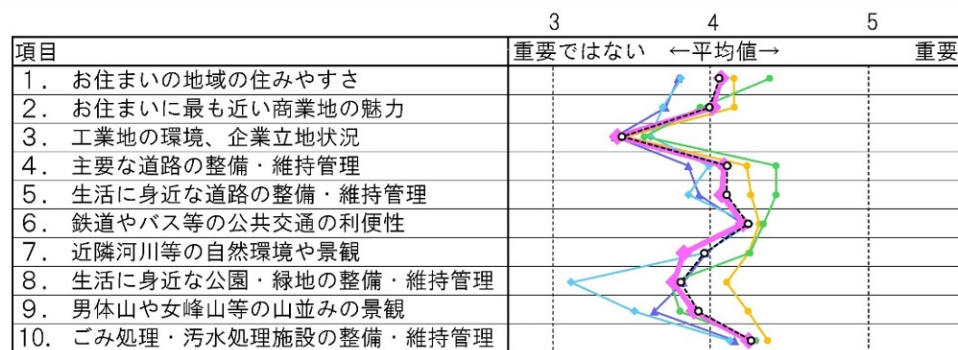 3 4 5
項目 重要ではない ←平均値→ 重要
1. お住まいの地域の住みやすさ
2. お住まいに最も近い商業地の魅力
3. 工業地の環境、企業立地状況
4. 主要な道路の整備・維持管理
5. 生活に身近な道路の整備・維持管理
6. 鉄道やバス等の公共交通の利便性
7. 近隣河川等の自然環境や景観
8. 生活に身近な公園・緑地の整備・維持管理
9. 男体山や女峰山等の山並みの景観
10. ごみ処理・汚水処理施設の整備・維持管理